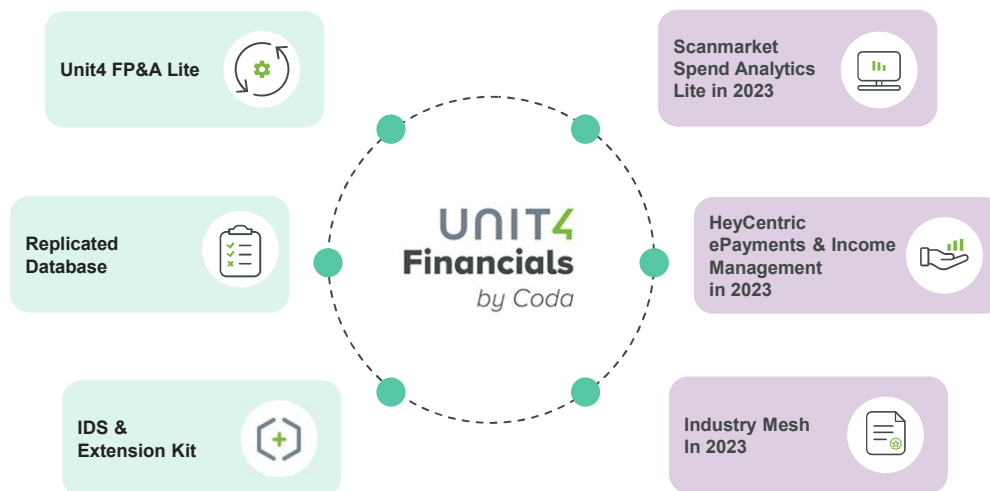 Unit4 FP&A Lite
Replicated
Database
IDS &
Extension Kit
UNIT4
Financials
by Coda
Scanmarket
Spend Analytics
Lite in 2023
HeyCentric
ePayments & Income
Management
in 2023
Industry Mesh
In 2023